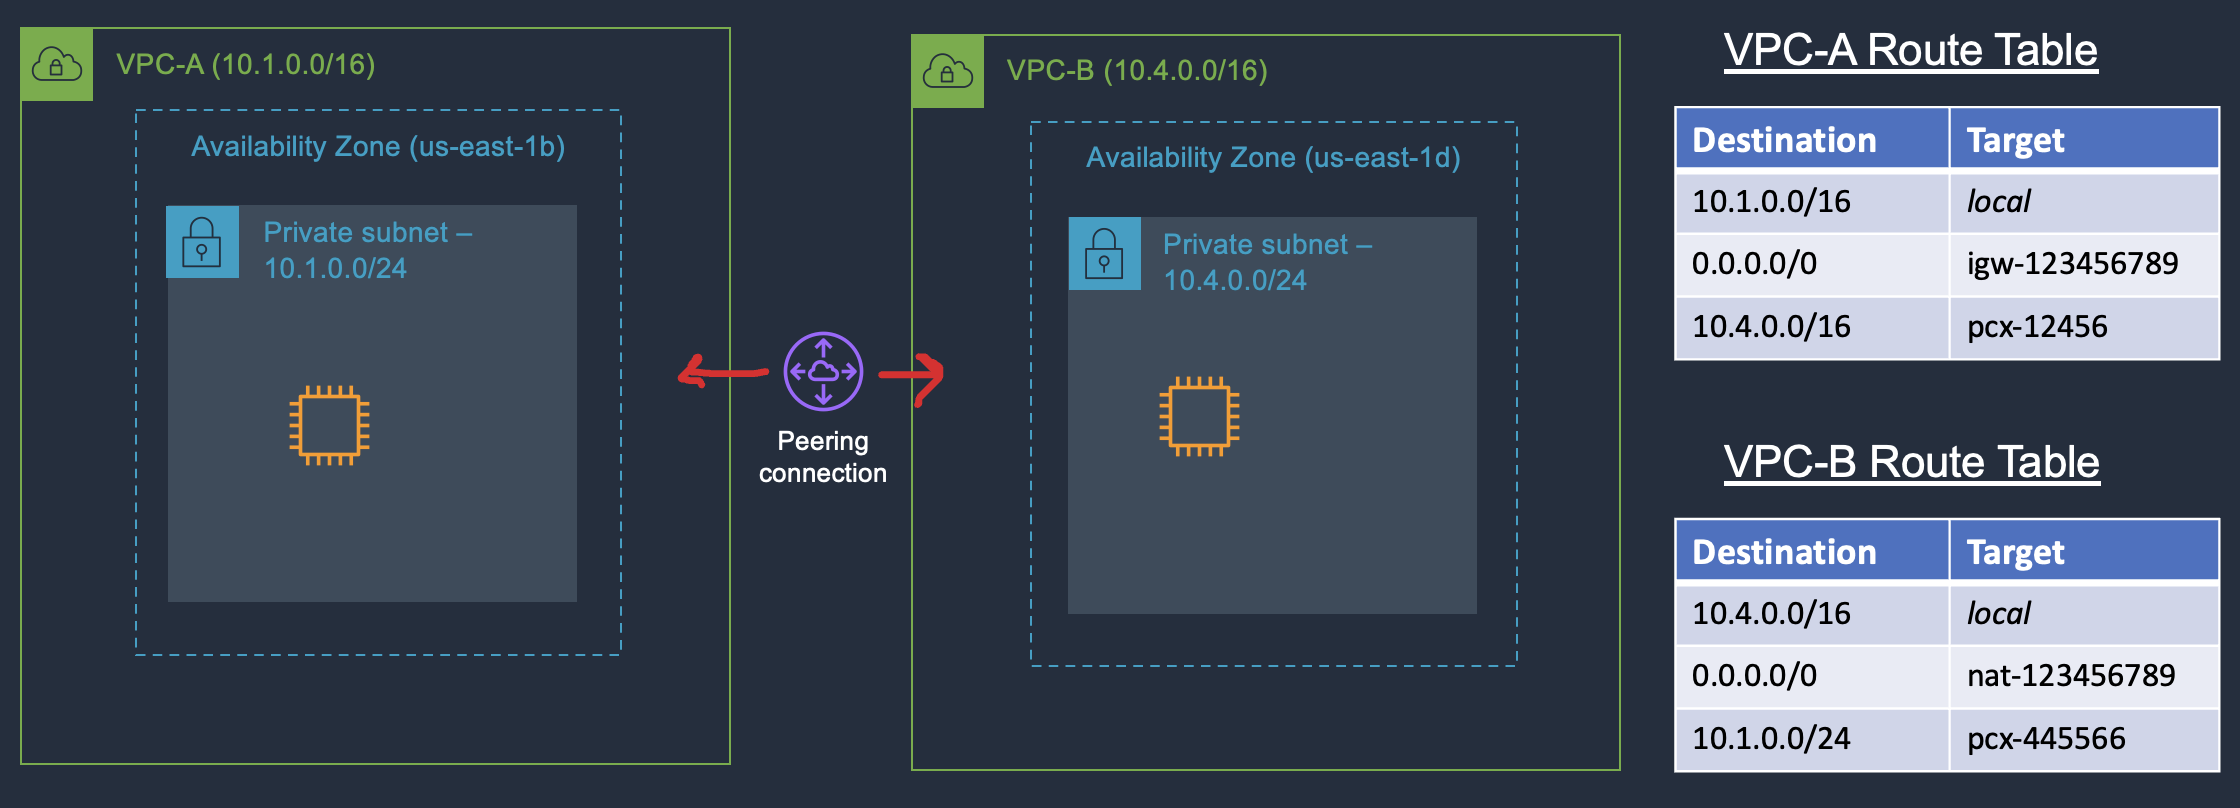 VPC-A (10.1.0.0/16)
Availability Zone (us-east-1b)
Private subnet –
10.1.0.0/24
Peering
connection
VPC-B (10.4.0.0/16)
Availability Zone (us-east-1d)
Private subnet –
10.4.0.0/24
VPC-A Route Table
Destination Target
10.1.0.0/16 local
0.0.0.0/0 igw-123456789
10.4.0.0/16 pcx-12456
VPC-B Route Table
Destination Target
10.4.0.0/16 local
0.0.0.0/0 nat-123456789
10.1.0.0/24 pcx-445566